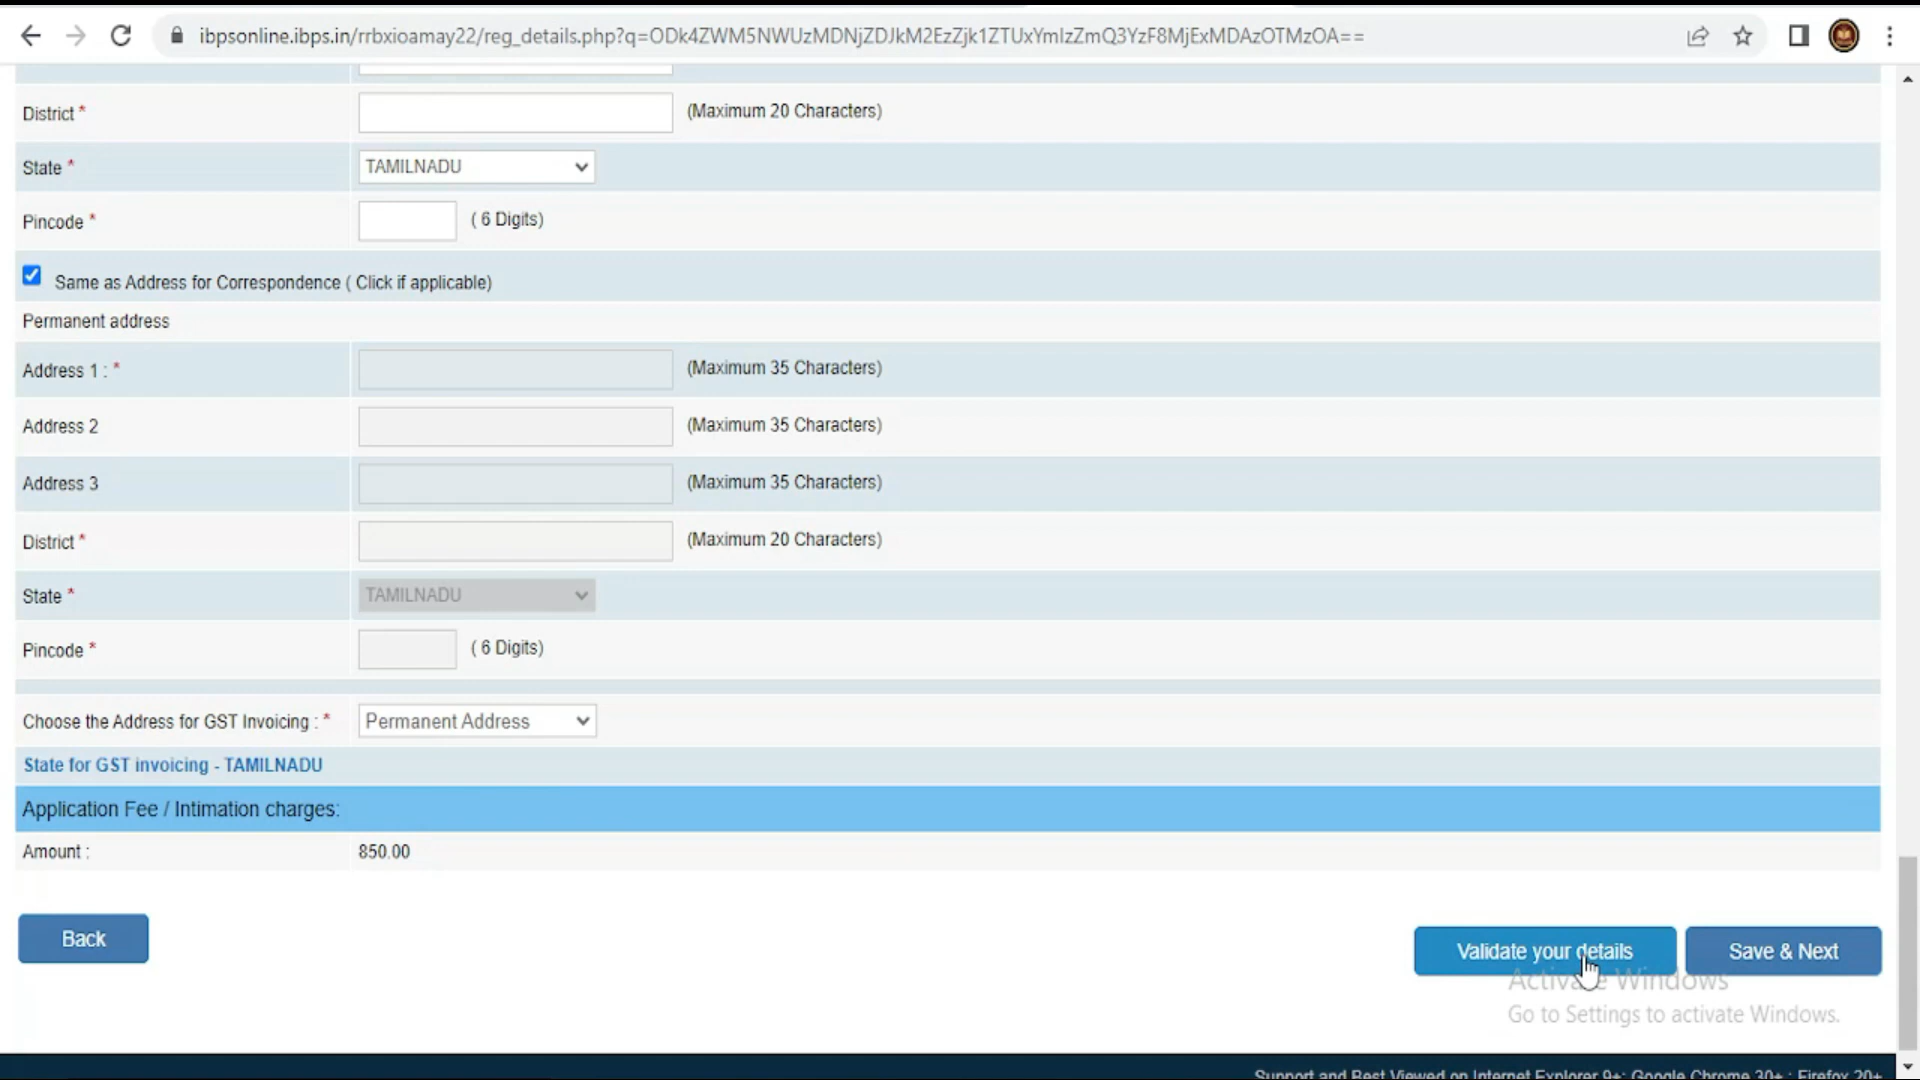 ibpsonline.ibps.in/rrbxioamay22/reg_details.php?q=ODk4ZWM5NWUzMDNjZDJkM2EzZjk1ZTUxYmIzZmQ3YzF8MjExMDAzOTMzOA==
District * (Maximum 20 Characters)
State * TAMILNADU
Pincode * ( 6 Digits)
Same as Address for Correspondence ( Click if applicable)
Permanent address
Address 1 : * (Maximum 35 Characters)
Address 2 (Maximum 35 Characters)
Address 3 (Maximum 35 Characters)
District * (Maximum 20 Characters)
State * TAMILNADU
Pincode * ( 6 Digits)
Choose the Address for GST Invoicing : * Permanent Address
State for GST invoicing - TAMILNADU
Application Fee / Intimation charges:
Amount : 850.00
Back Validate your details Save & Next
Activate Windows
Go to Settings to activate Windows.
Support and Best Viewed on Internet Explorer 9+; Google Chrome 30+ ; Firefox 20+